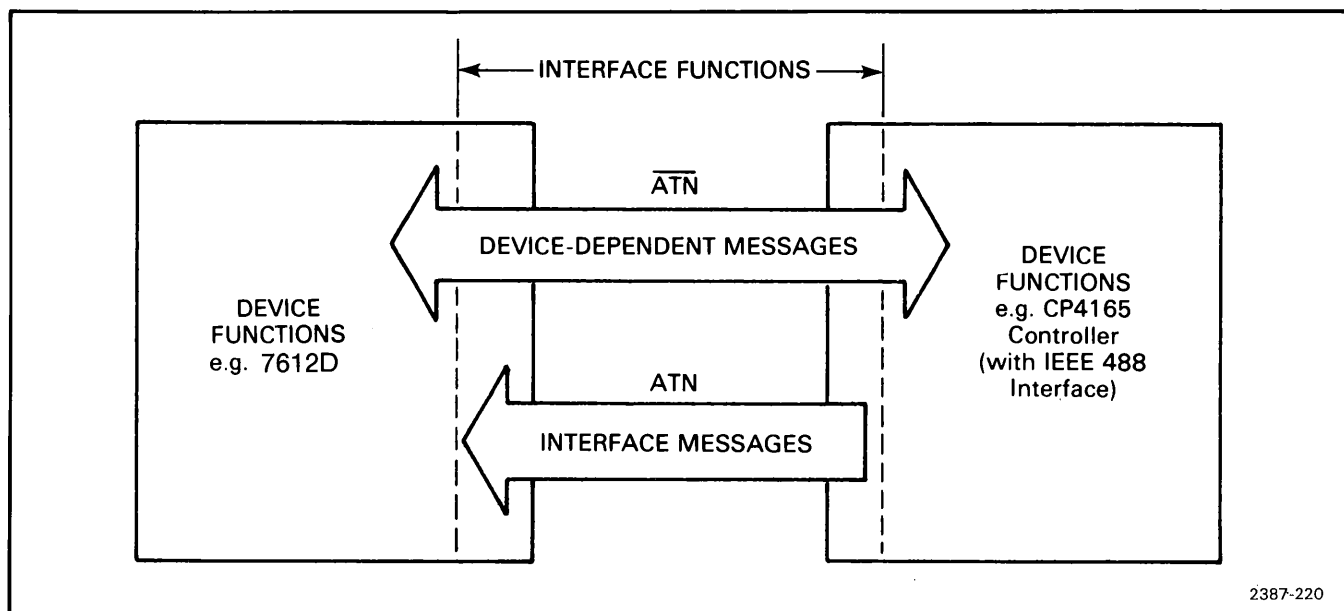 INTERFACE FUNCTIONS
A̅T̅N̅
DEVICE-DEPENDENT MESSAGES
DEVICE
FUNCTIONS
e.g. 7612D
DEVICE
FUNCTIONS
e.g. CP4165
Controller
(with IEEE 488
Interface)
ATN
INTERFACE MESSAGES
2387-220